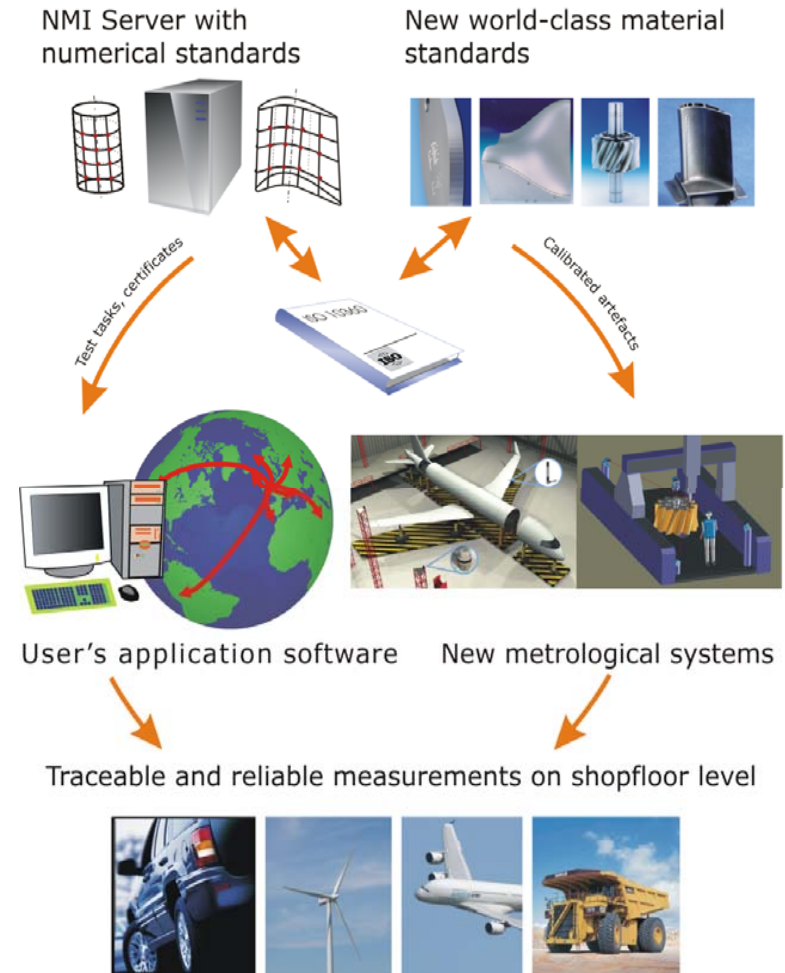 NMI Server with
numerical standards
New world-class material
standards
Test tasks, certificates
Calibrated artefacts
ISO 10360
ISO
User's application software
New metrological systems
Traceable and reliable measurements on shopfloor level